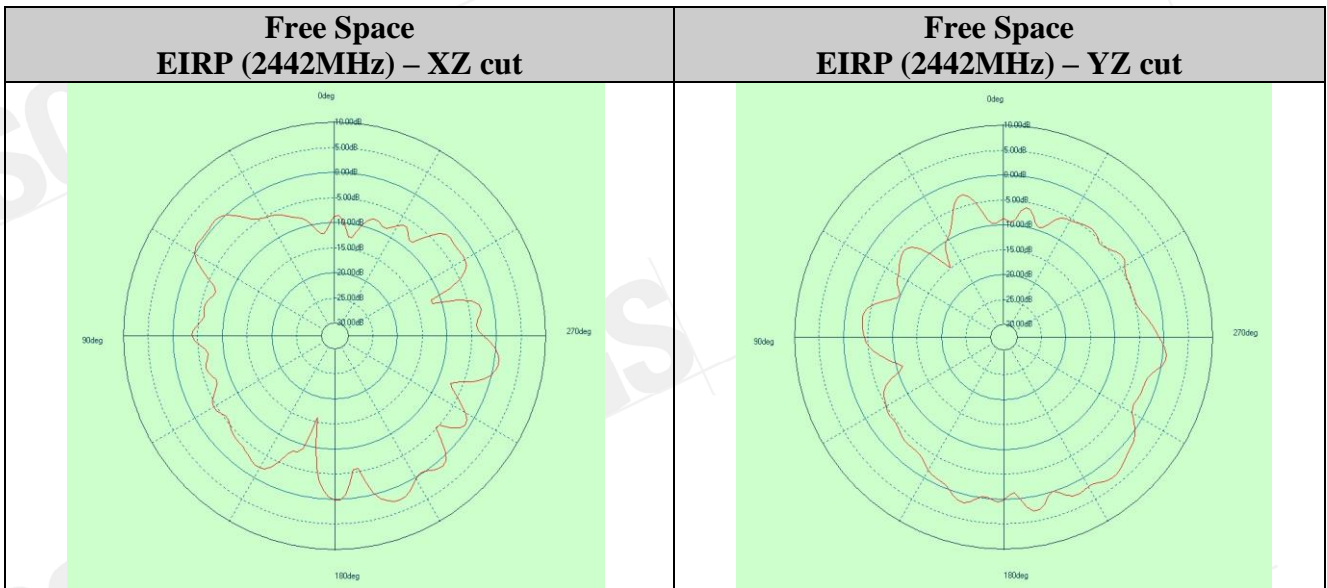 Free Space
EIRP (2442MHz) – XZ cut
Free Space
EIRP (2442MHz) – YZ cut
0deg
10.00dB
5.00dB
0.00dB
-5.00dB
-10.00dB
-15.00dB
-20.00dB
-25.00dB
-30.00dB
90deg
270deg
180deg
0deg
10.00dB
5.00dB
0.00dB
-5.00dB
-10.00dB
-15.00dB
-20.00dB
-25.00dB
-30.00dB
90deg
270deg
180deg